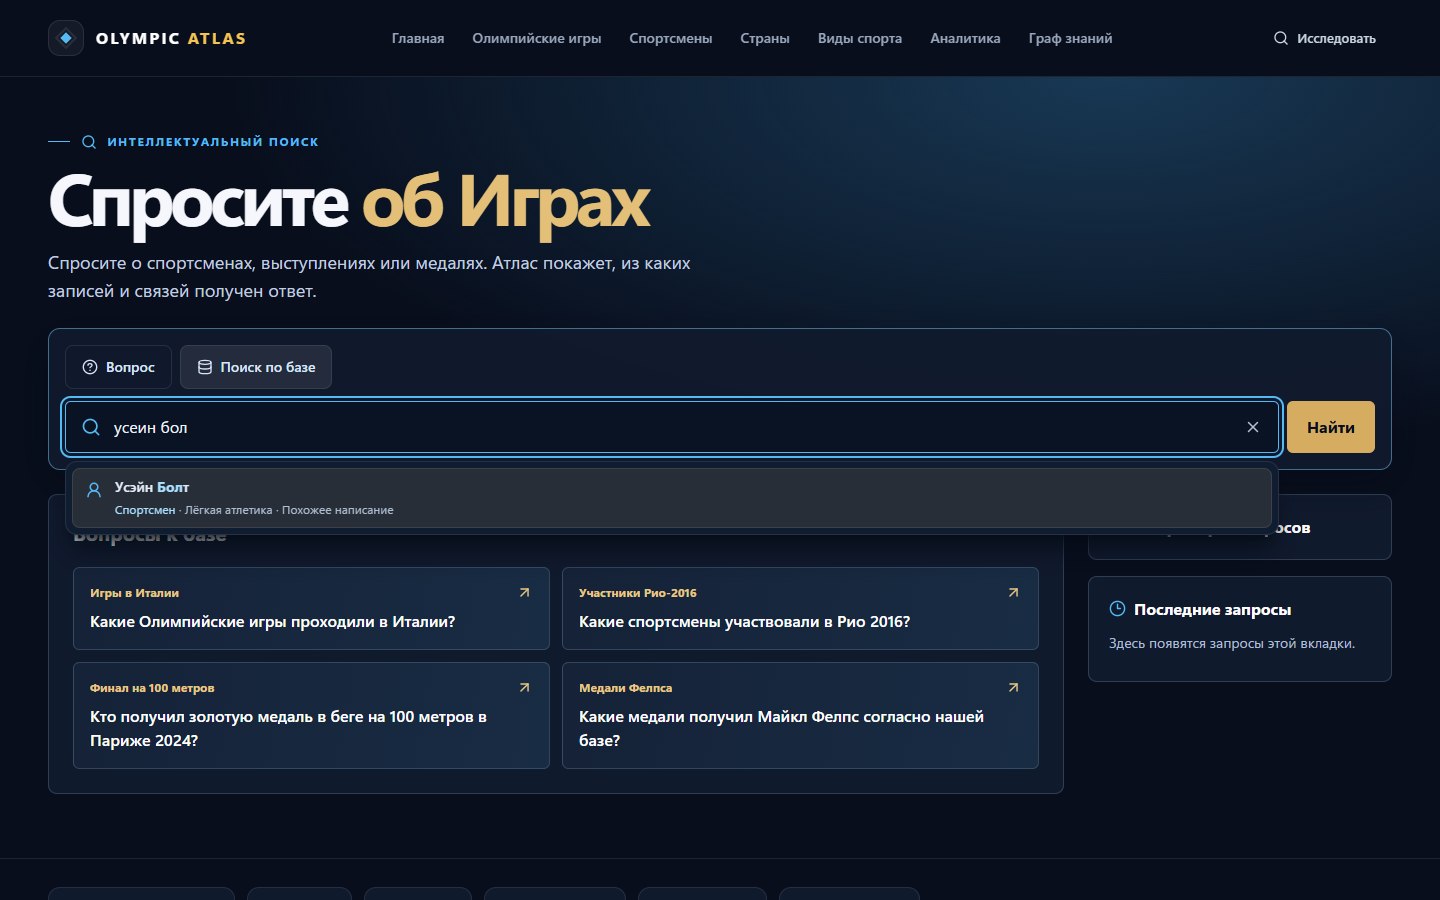 OLYMPIC ATLAS
Главная
Олимпийские игры
Спортсмены
Страны
Виды спорта
Аналитика
Граф знаний
Исследовать
ИНТЕЛЛЕКТУАЛЬНЫЙ ПОИСК
Спросите об Играх
Спросите о спортсменах, выступлениях или медалях. Атлас покажет, из каких
записей и связей получен ответ.
Вопрос
Поиск по базе
усеин бол
Найти
Усэйн Болт
Спортсмен · Лёгкая атлетика · Похожее написание
Вопросы к базе
Игры в Италии
Какие Олимпийские игры проходили в Италии?
Участники Рио-2016
Какие спортсмены участвовали в Рио 2016?
Финал на 100 метров
Кто получил золотую медаль в беге на 100 метров в
Париже 2024?
Медали Фелпса
Какие медали получил Майкл Фелпс согласно нашей
базе?
Последние запросы
Здесь появятся запросы этой вкладки.